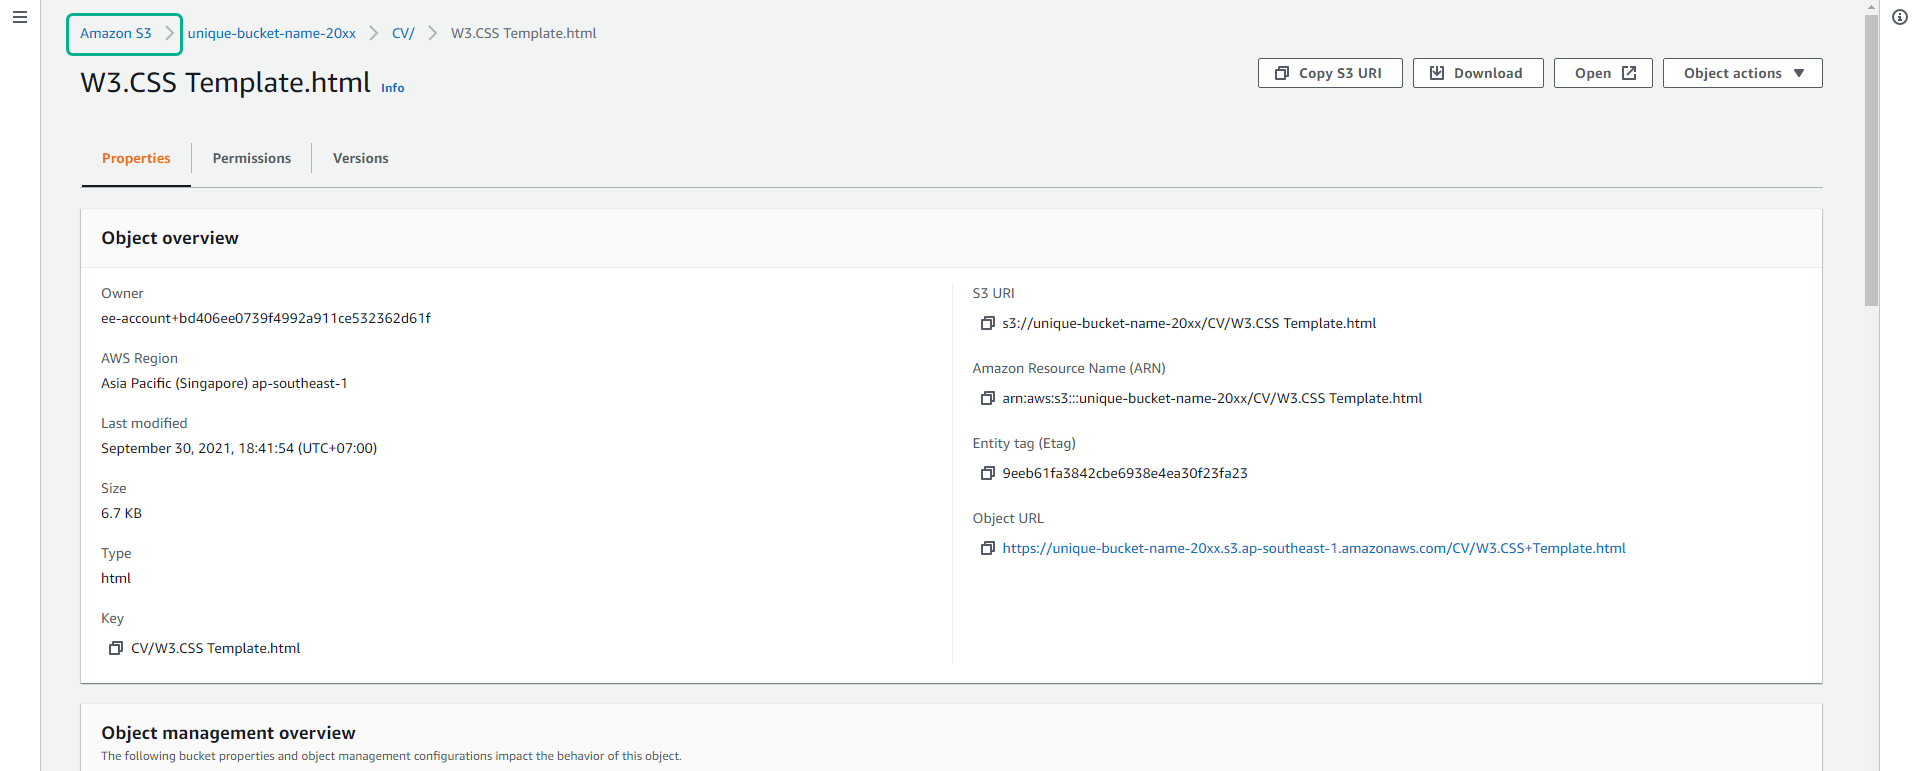 Amazon S3 unique-bucket-name-20xx CV/ W3.CSS Template.html
W3.CSS Template.html Info
Copy S3 URI Download Open Object actions
Properties Permissions Versions
Object overview
Owner
ee-account+bd406ee0739f4992a911ce532362d61f
AWS Region
Asia Pacific (Singapore) ap-southeast-1
Last modified
September 30, 2021, 18:41:54 (UTC+07:00)
Size
6.7 KB
Type
html
Key
CV/W3.CSS Template.html
S3 URI
s3://unique-bucket-name-20xx/CV/W3.CSS Template.html
Amazon Resource Name (ARN)
arn:aws:s3:::unique-bucket-name-20xx/CV/W3.CSS Template.html
Entity tag (Etag)
9eeb61fa3842cbe6938e4ea30f23fa23
Object URL
https://unique-bucket-name-20xx.s3.ap-southeast-1.amazonaws.com/CV/W3.CSS+Template.html
Object management overview
The following bucket properties and object management configurations impact the behavior of this object.